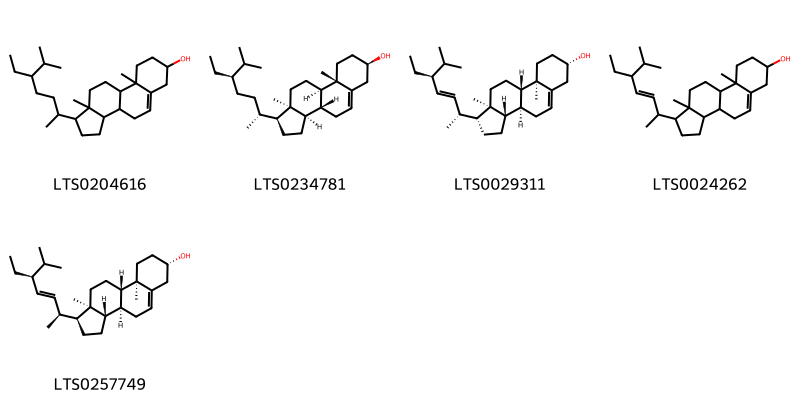 OH OH OH OH
H H H
H H H
LTS0204616 LTS0234781 LTS0029311 LTS0024262
OH
H H H
LTS0257749